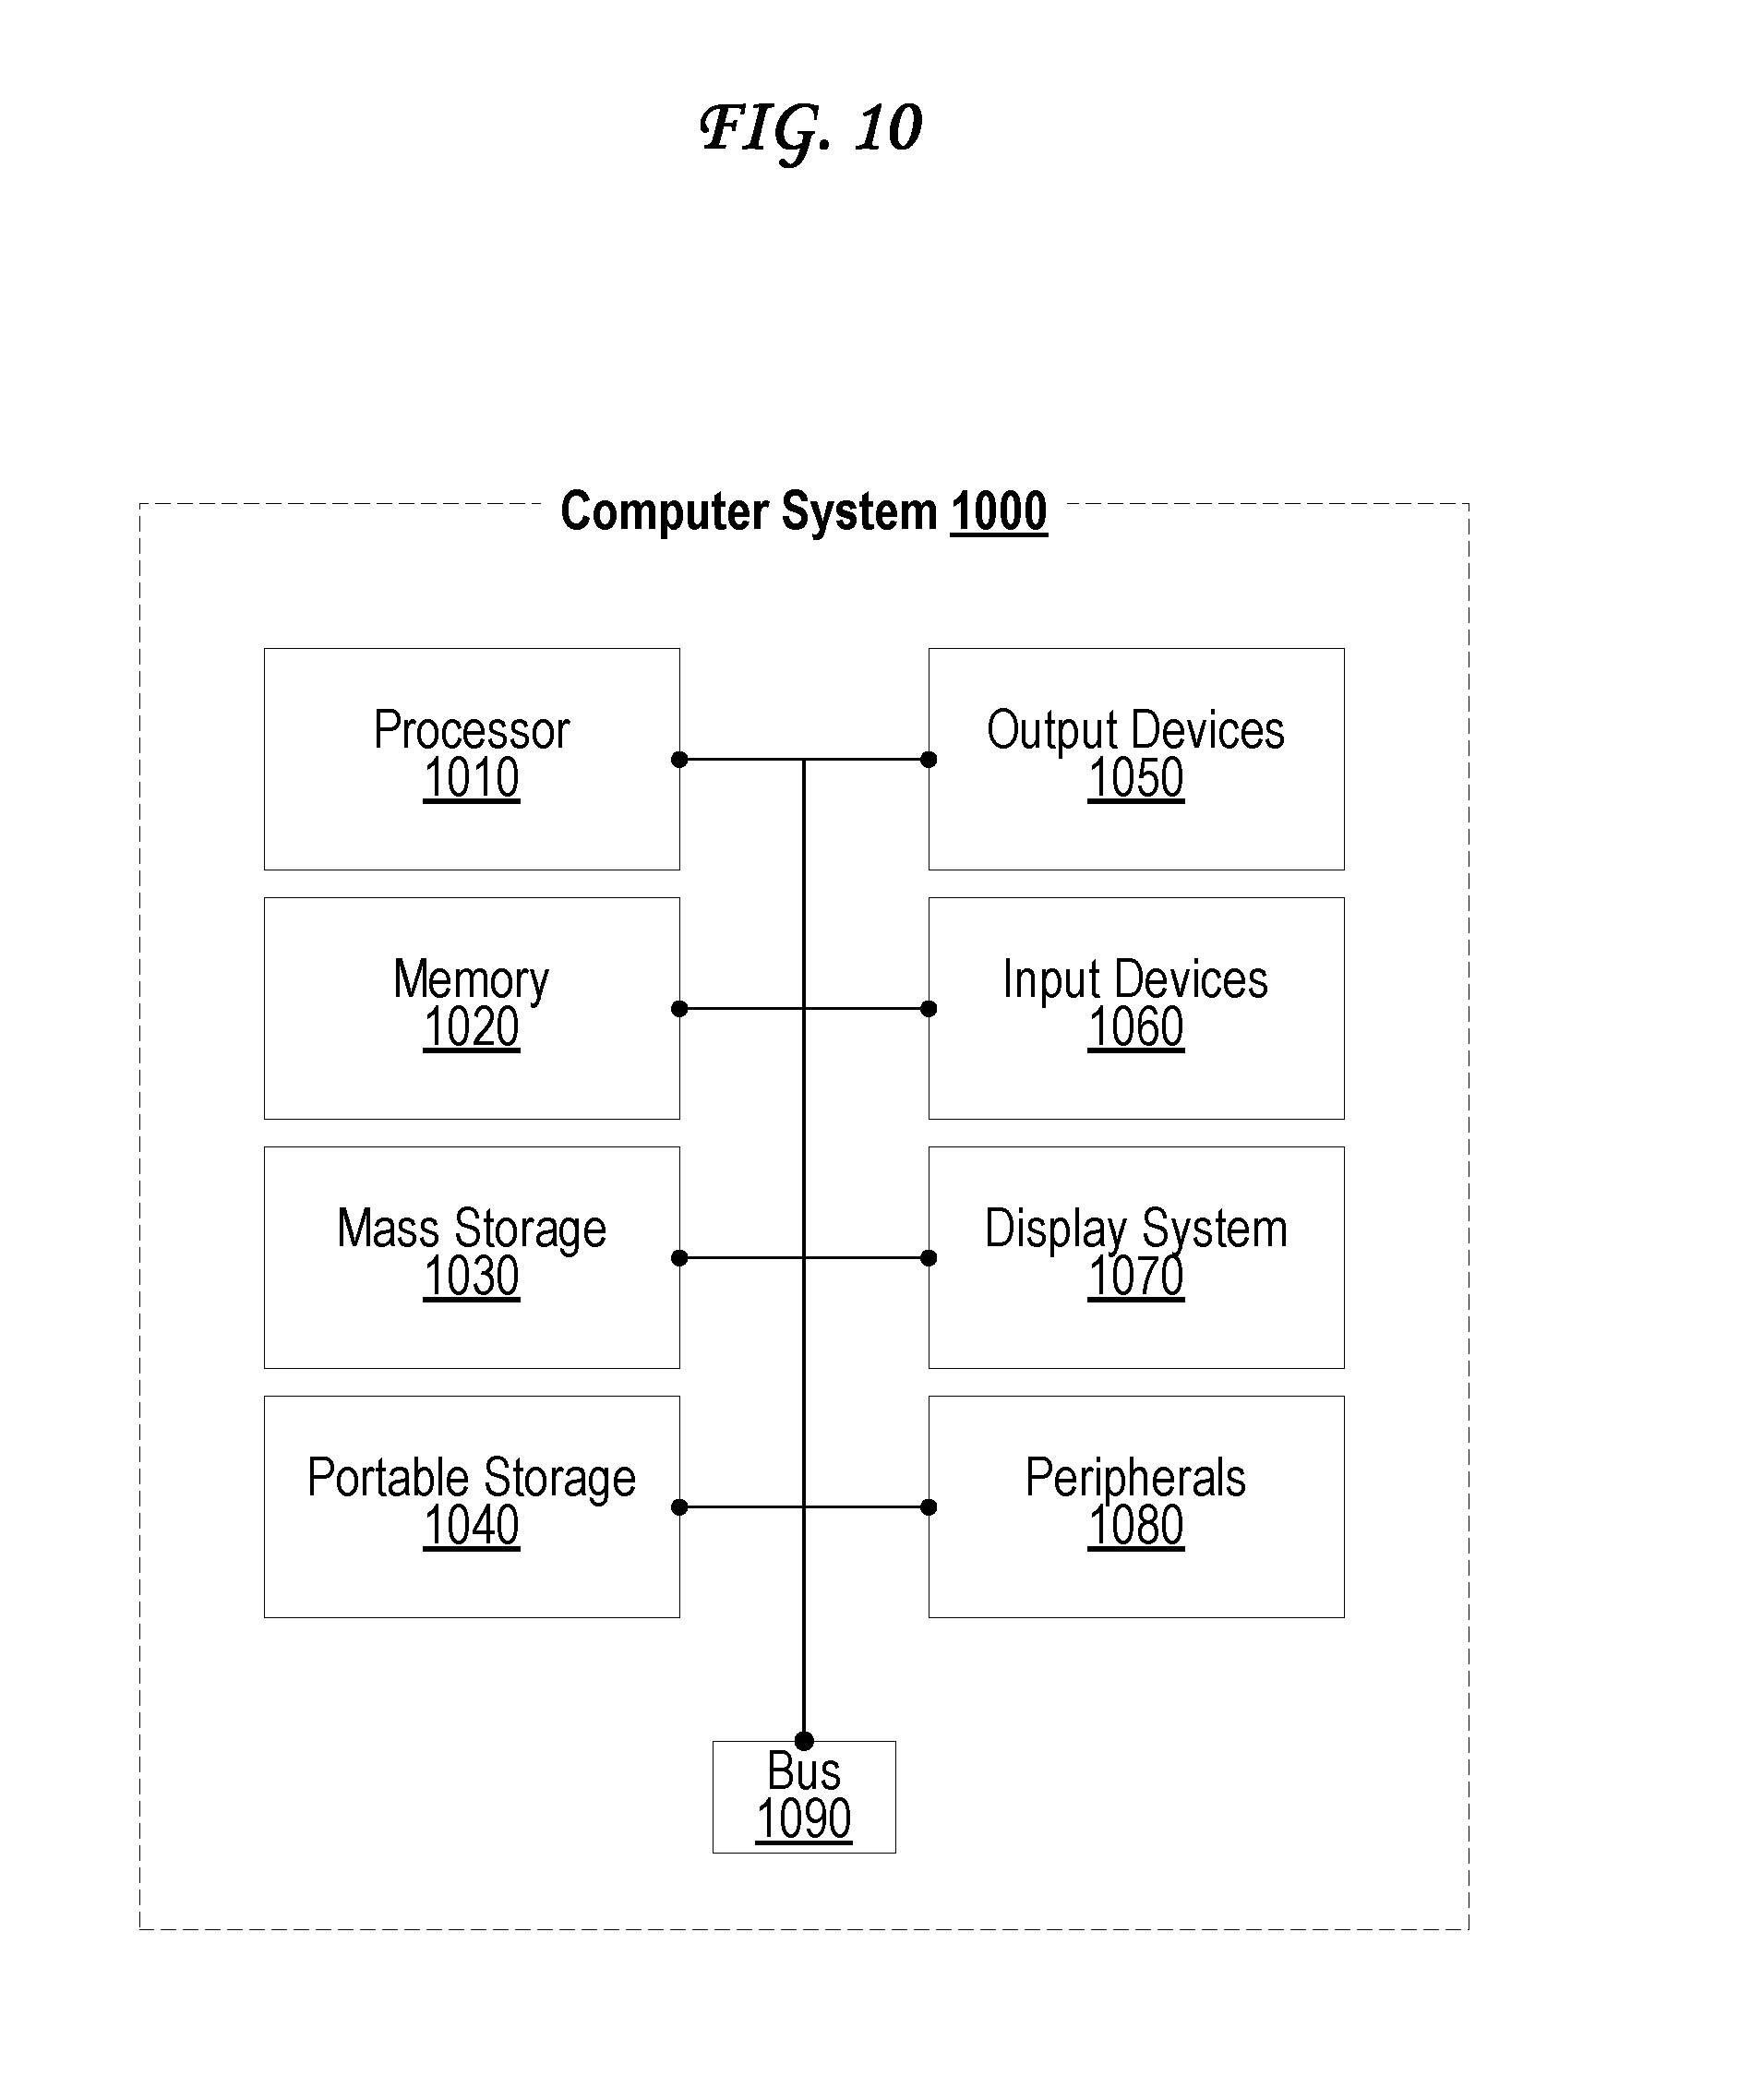 FIG. 10
Computer System 1000
Processor
1010
Output Devices
1050
Memory
1020
Input Devices
1060
Mass Storage
1030
Display System
1070
Portable Storage
1040
Peripherals
1080
Bus
1090